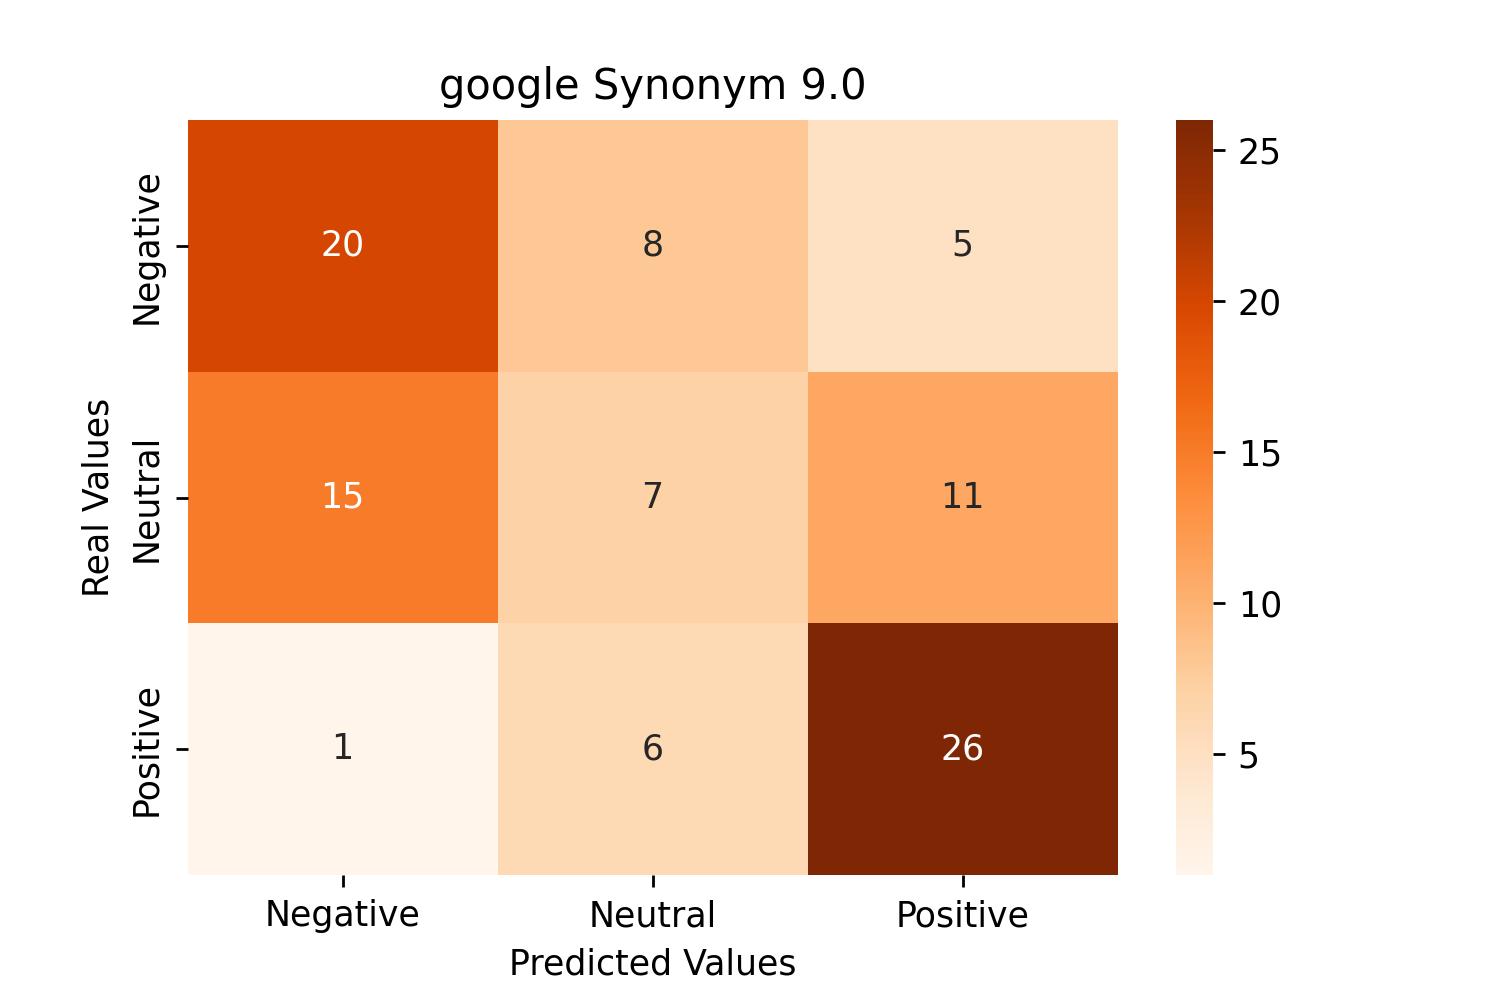 google Synonym 9.0
Real Values
Negative
20 8 5
Neutral
15 7 11
Positive
1 6 26
Negative Neutral Positive
Predicted Values
25
20
15
10
5